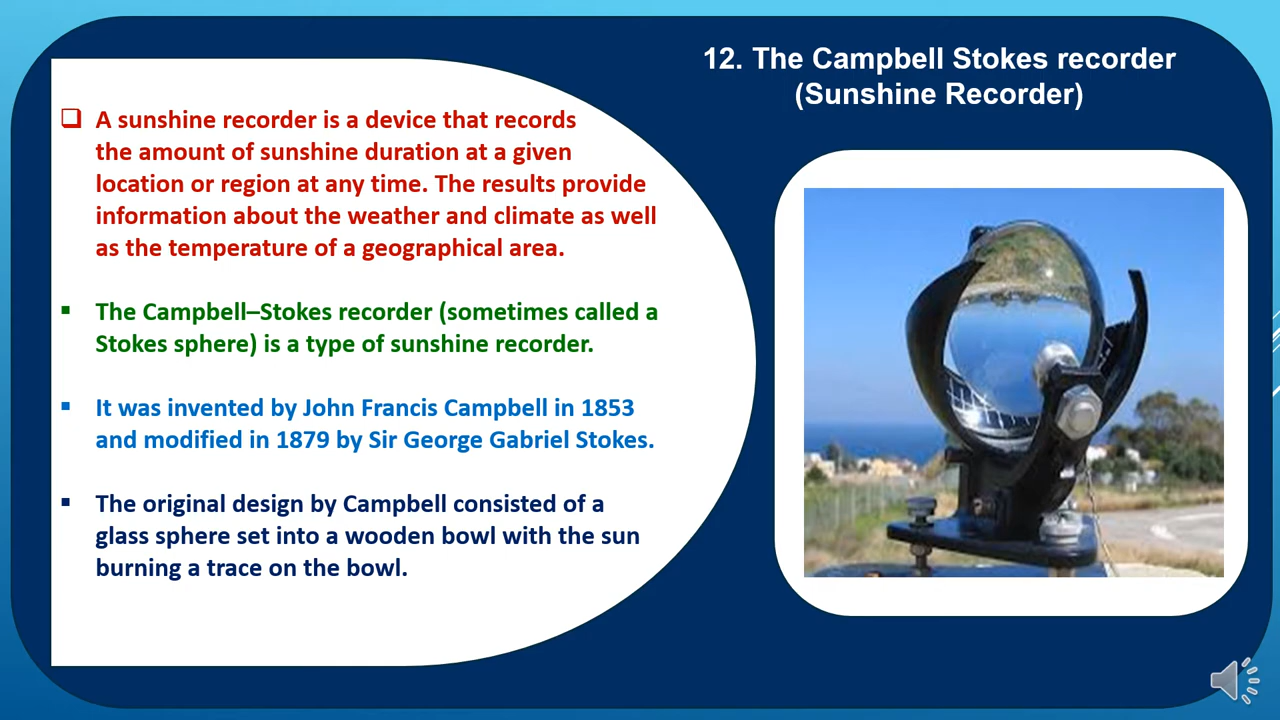 12. The Campbell Stokes recorder
(Sunshine Recorder)
❑ A sunshine recorder is a device that records
the amount of sunshine duration at a given
location or region at any time. The results provide
information about the weather and climate as well
as the temperature of a geographical area.
▪ The Campbell–Stokes recorder (sometimes called a
Stokes sphere) is a type of sunshine recorder.
▪ It was invented by John Francis Campbell in 1853
and modified in 1879 by Sir George Gabriel Stokes.
▪ The original design by Campbell consisted of a
glass sphere set into a wooden bowl with the sun
burning a trace on the bowl.